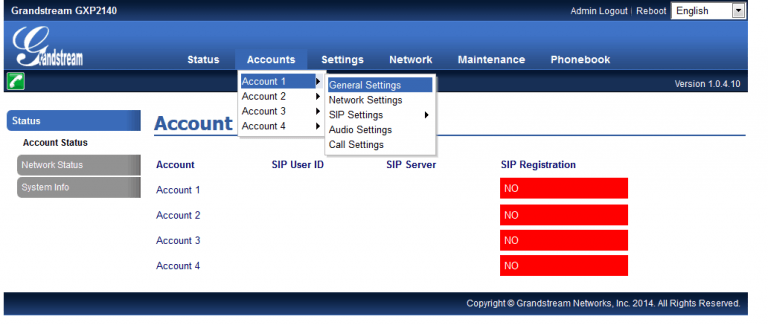 Grandstream GXP2140 Admin Logout | Reboot English
Grandstream
Status Accounts Settings Network Maintenance Phonebook
Version 1.0.4.10
Account 1
Account 2
Account 3
Account 4
General Settings
Network Settings
SIP Settings
Audio Settings
Call Settings
Status
Account Status
Network Status
System Info
Account
Account SIP User ID SIP Server SIP Registration
Account 1 NO
Account 2 NO
Account 3 NO
Account 4 NO
Copyright © Grandstream Networks, Inc. 2014. All Rights Reserved.